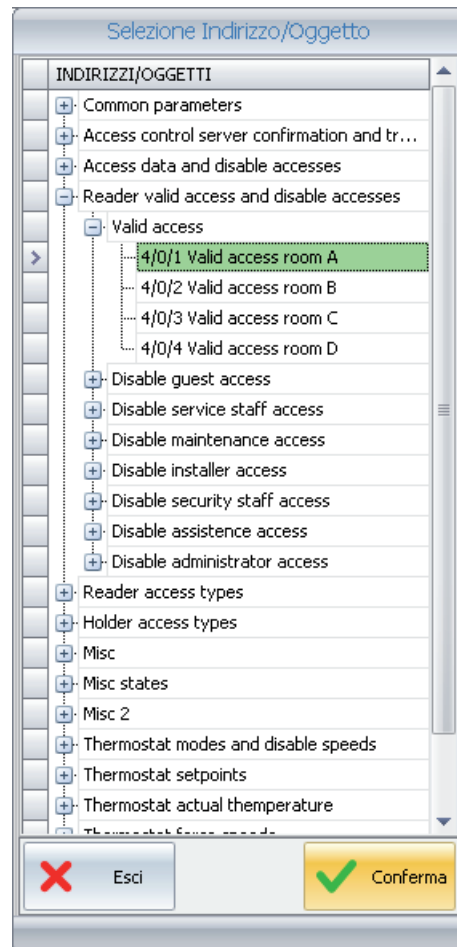 Selezione Indirizzo/Oggetto
INDIRIZZI/OGGETTI
Common parameters
Access control server confirmation and tr...
Access data and disable accesses
Reader valid access and disable accesses
Valid access
4/0/1 Valid access room A
4/0/2 Valid access room B
4/0/3 Valid access room C
4/0/4 Valid access room D
Disable guest access
Disable service staff access
Disable maintenance access
Disable installer access
Disable security staff access
Disable assistence access
Disable administrator access
Reader access types
Holder access types
Misc
Misc states
Misc 2
Thermostat modes and disable speeds
Thermostat setpoints
Thermostat actual themperature
Thermostat force speeds
Esci
Conferma